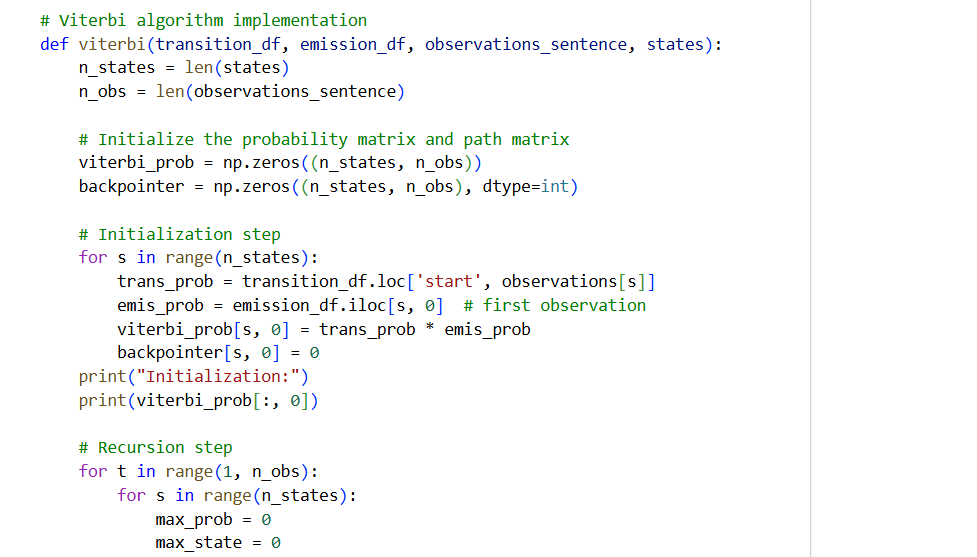 # Viterbi algorithm implementation
def viterbi(transition_df, emission_df, observations_sentence, states):
    n_states = len(states)
    n_obs = len(observations_sentence)

    # Initialize the probability matrix and path matrix
    viterbi_prob = np.zeros((n_states, n_obs))
    backpointer = np.zeros((n_states, n_obs), dtype=int)

    # Initialization step
    for s in range(n_states):
        trans_prob = transition_df.loc['start', observations[s]]
        emis_prob = emission_df.iloc[s, 0]  # first observation
        viterbi_prob[s, 0] = trans_prob * emis_prob
        backpointer[s, 0] = 0
    print("Initialization:")
    print(viterbi_prob[:, 0])

    # Recursion step
    for t in range(1, n_obs):
        for s in range(n_states):
            max_prob = 0
            max_state = 0